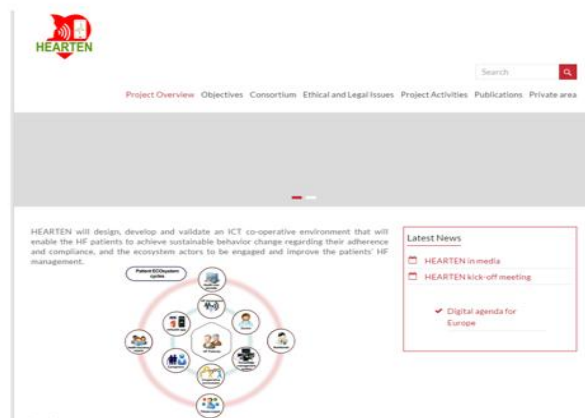 HEARTEN
Search
Project Overview Objectives Consortium Ethical and Legal Issues Project Activities Publications Private area
HEARTEN will design, develop and validate an ICT co-operative environment that will
enable the HF patients to achieve sustainable behavior change regarding their adherence
and compliance, and the ecosystem actors to be engaged and improve the patients' HF
management.
Latest News
HEARTEN in media
HEARTEN kick-off meeting
Digital agenda for
Europe
Patient ECOsystem
cycles
HF Patients